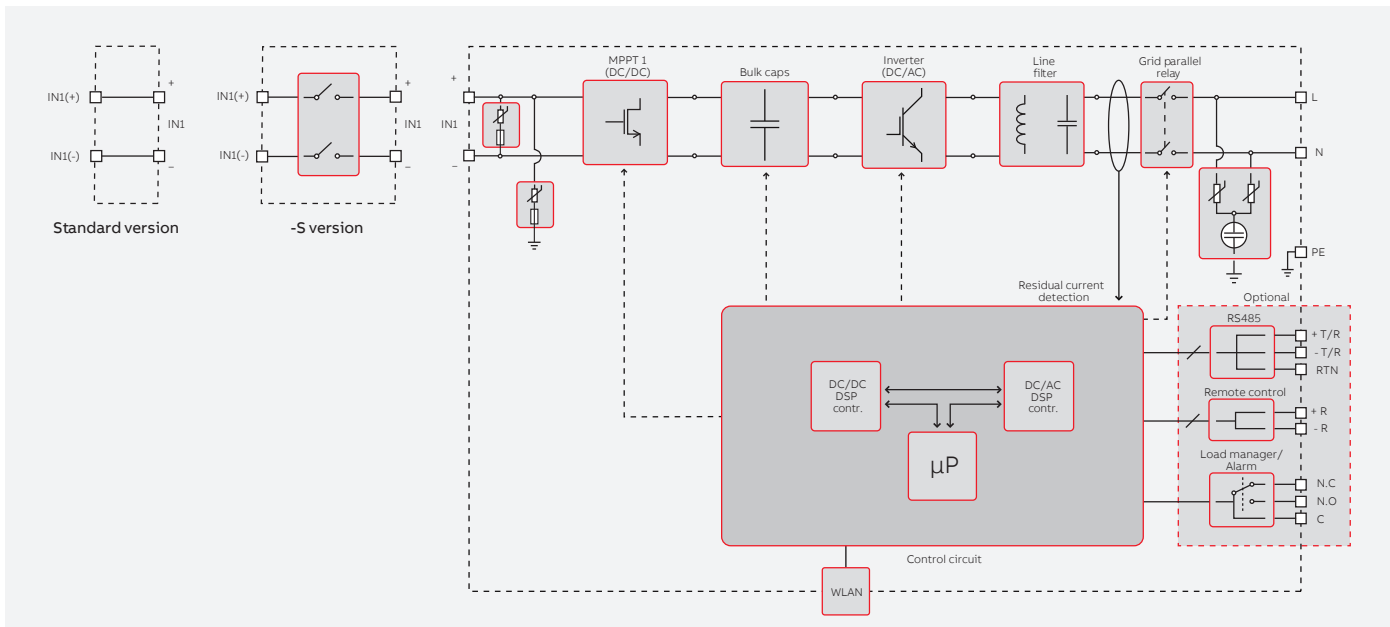 IN1(+)
+
IN1
IN1(-)
–
Standard version
IN1(+)
+
IN1
IN1(-)
–
-S version
+
IN1
–
MPPT 1
(DC/DC)
Bulk caps
Inverter
(DC/AC)
Line
filter
Grid parallel
relay
L
N
PE
Residual current
detection
Optional
RS485
+ T/R
- T/R
RTN
Remote control
+ R
- R
Load manager/
Alarm
N.C
N.O
C
DC/DC
DSP
contr.
DC/AC
DSP
contr.
µP
Control circuit
WLAN